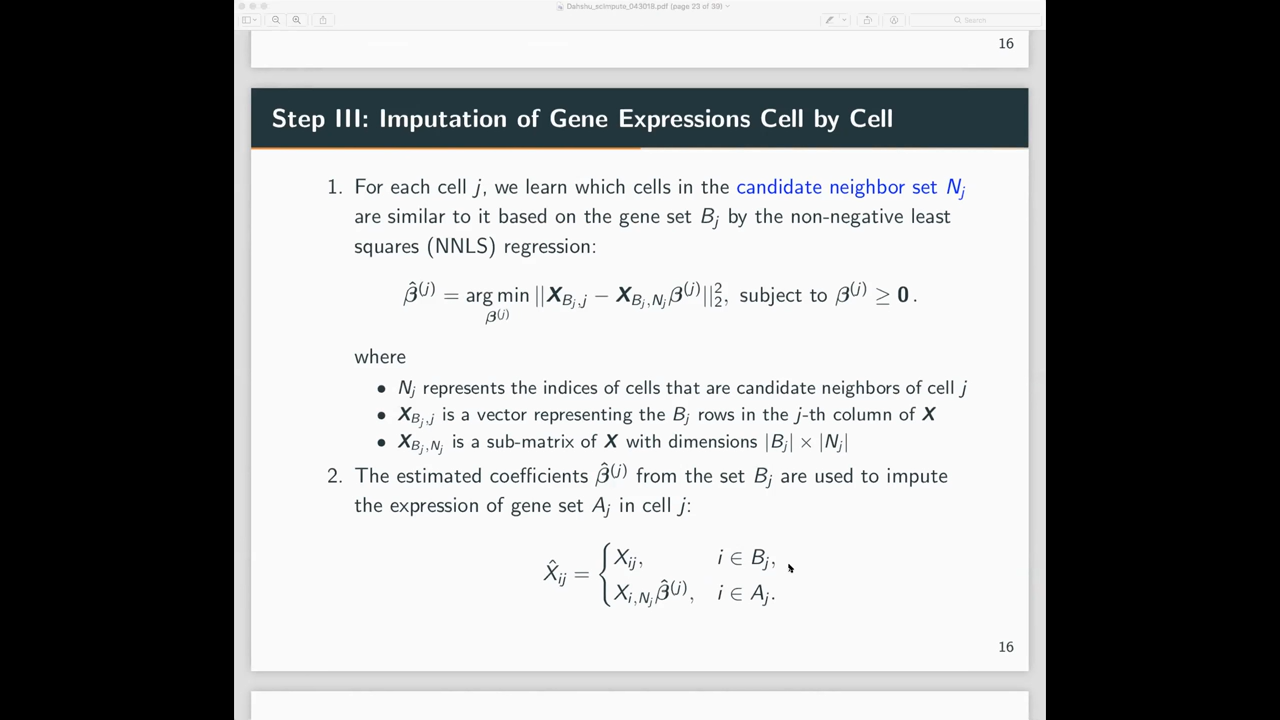 Dahshu_scimpute_043018.pdf (page 23 of 39)
Search
16
Step III: Imputation of Gene Expressions Cell by Cell
1. For each cell j, we learn which cells in the candidate neighbor set N_j
are similar to it based on the gene set B_j by the non-negative least
squares (NNLS) regression:
β̂^(j) = arg min_{β^(j)} ||X_{B_j,j} − X_{B_j,N_j} β^(j)||_2^2, subject to β^(j) ≥ 0.
where
• N_j represents the indices of cells that are candidate neighbors of cell j
• X_{B_j,j} is a vector representing the B_j rows in the j-th column of X
• X_{B_j,N_j} is a sub-matrix of X with dimensions |B_j| × |N_j|
2. The estimated coefficients β̂^(j) from the set B_j are used to impute
the expression of gene set A_j in cell j:
X̂_ij = { X_ij, i ∈ B_j,
X_{i,N_j} β̂^(j), i ∈ A_j.
16